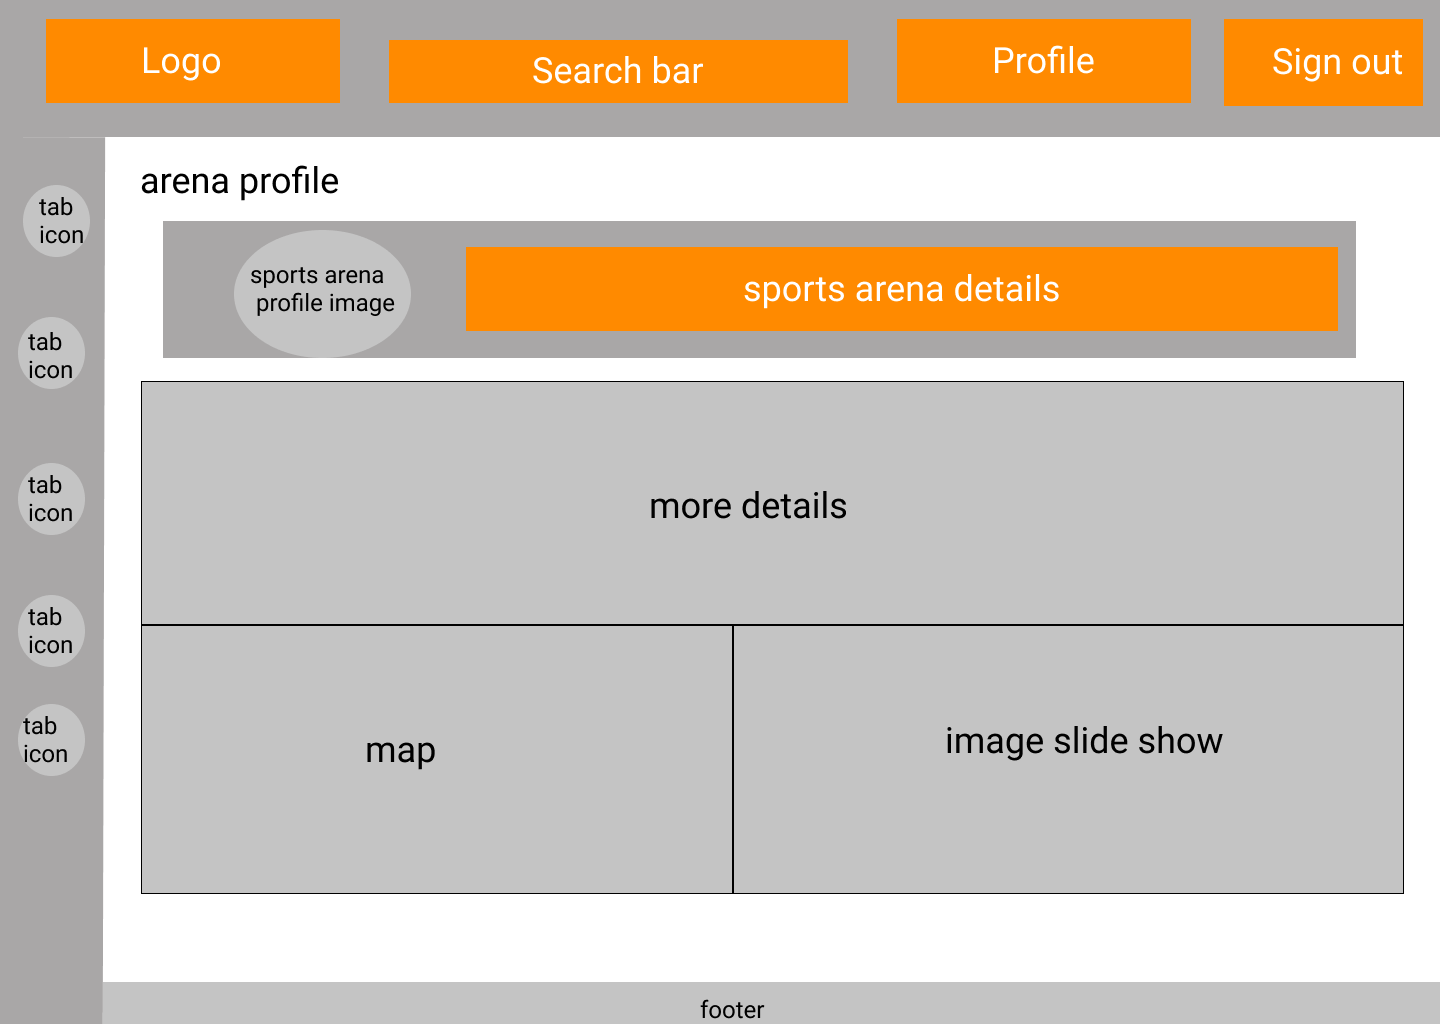 Logo
Search bar
Profile
Sign out
arena profile
tab
icon
sports arena
profile image
sports arena details
tab
icon
more details
tab
icon
tab
icon
tab
icon
map
image slide show
footer